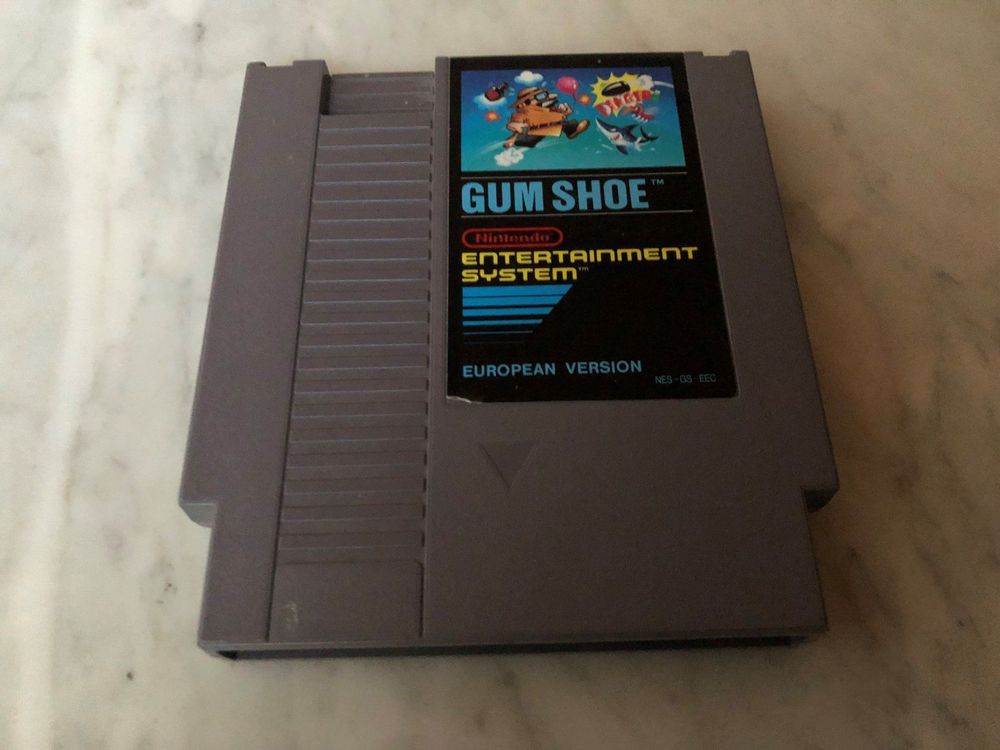 GUM SHOE™
Nintendo
ENTERTAINMENT
SYSTEM™
EUROPEAN VERSION
NES-GS-EEC